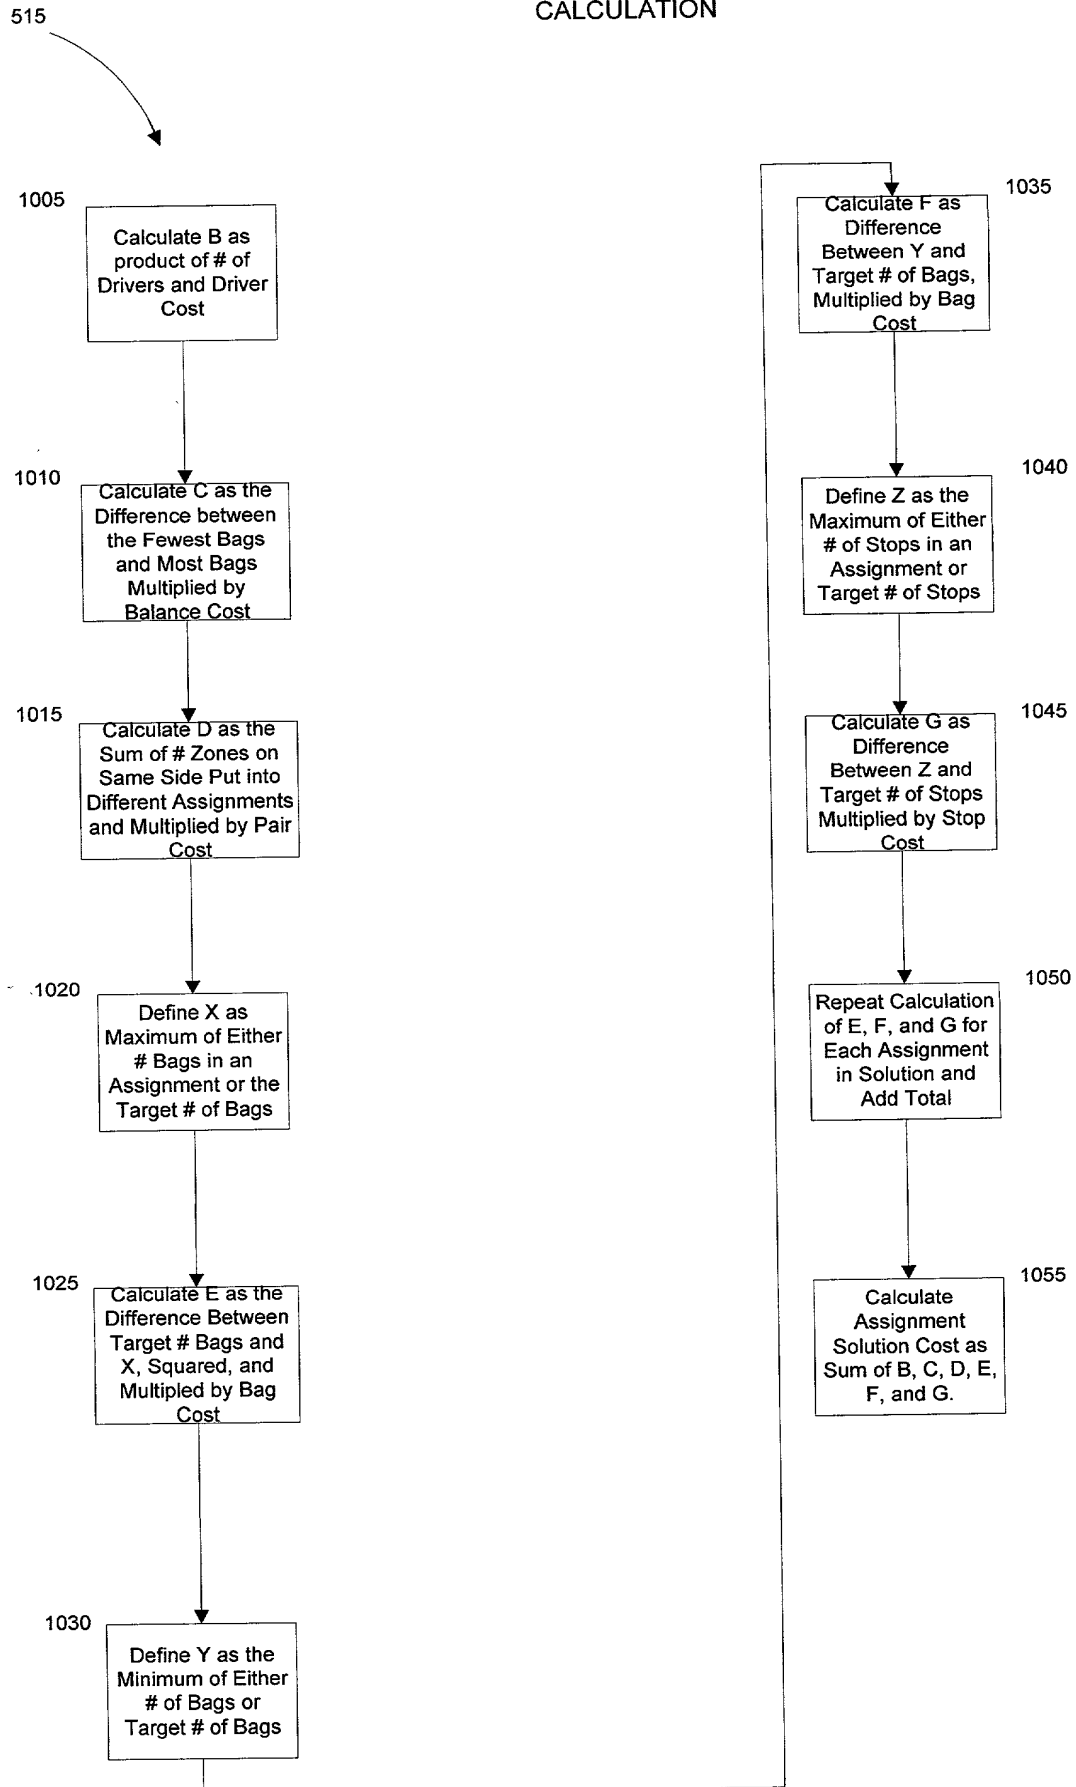 515
CALCULATION
1005
Calculate B as
product of # of
Drivers and Driver
Cost
1010
Calculate C as the
Difference between
the Fewest Bags
and Most Bags
Multiplied by
Balance Cost
1015
Calculate D as the
Sum of # Zones on
Same Side Put into
Different Assignments
and Multiplied by Pair
Cost
1020
Define X as
Maximum of Either
# Bags in an
Assignment or the
Target # of Bags
1025
Calculate E as the
Difference Between
Target # Bags and
X, Squared, and
Multipled by Bag
Cost
1030
Define Y as the
Minimum of Either
# of Bags or
Target # of Bags
1035
Calculate F as
Difference
Between Y and
Target # of Bags,
Multiplied by Bag
Cost
1040
Define Z as the
Maximum of Either
# of Stops in an
Assignment or
Target # of Stops
1045
Calculate G as
Difference
Between Z and
Target # of Stops
Multiplied by Stop
Cost
1050
Repeat Calculation
of E, F, and G for
Each Assignment
in Solution and
Add Total
1055
Calculate
Assignment
Solution Cost as
Sum of B, C, D, E,
F, and G.